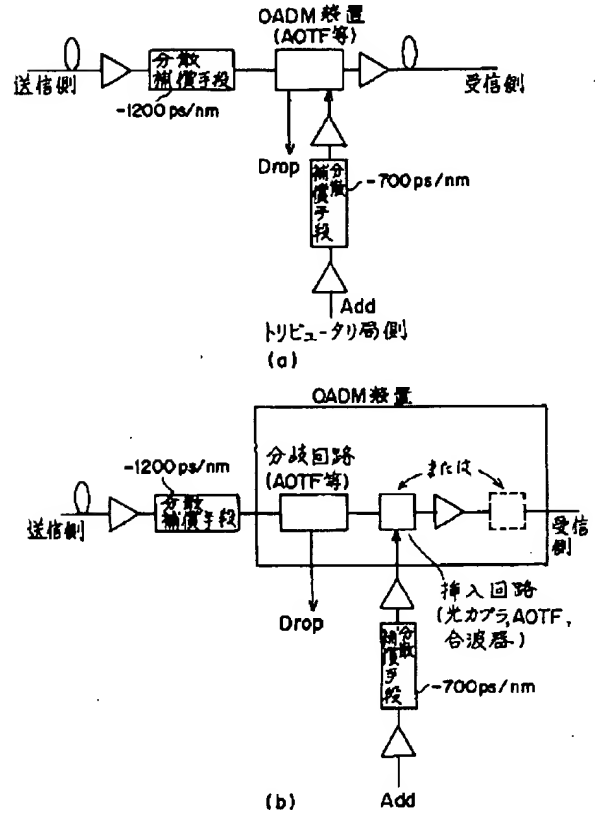 OADM装置
(AOTF等)
送信側
分散
補償手段
-1200ps/nm
受信側
Drop
分散
補償手段
-700ps/nm
Add
トリビュータリ局側
(a)
OADM装置
分岐回路
(AOTF等)
または
-1200ps/nm
分散
補償手段
送信側
受信
側
Drop
挿入回路
(光カプラ,AOTF,
合波器)
分散
補償手段
-700ps/nm
Add
(b)